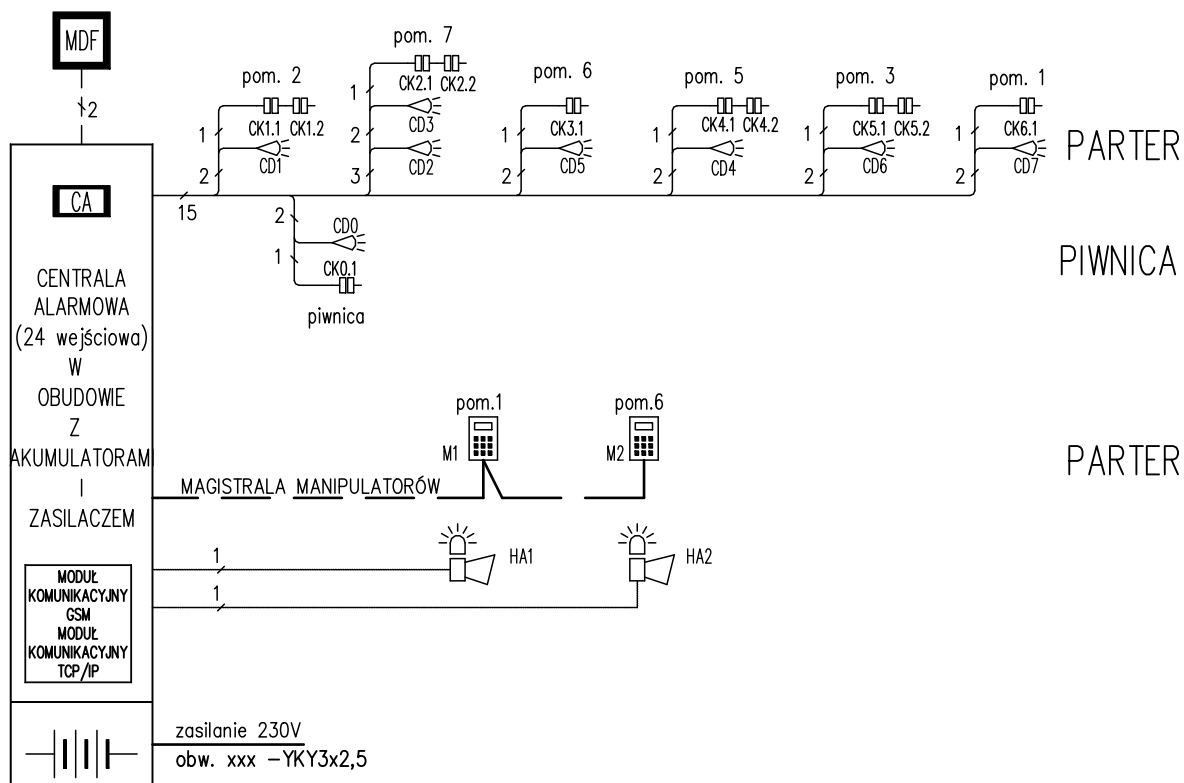 MDF
2
CA
CENTRALA
ALARMOWA
(24 wejściowa)
W
OBUDOWIE
Z
AKUMULATORAM
I
ZASILACZEM
MODUŁ
KOMUNIKACYJNY
GSM
MODUŁ
KOMUNIKACYJNY
TCP/IP
15
pom. 2
1
CK1.1 CK1.2
CD1
2
pom. 7
1
CK2.1 CK2.2
CD3
2
CD2
3
pom. 6
1
CK3.1
CD5
2
pom. 5
1
CK4.1 CK4.2
CD4
2
pom. 3
1
CK5.1 CK5.2
CD6
2
pom. 1
1
CK6.1
CD7
2
PARTER
2
CD0
1
CK0.1
piwnica
PIWNICA
pom.1
M1
pom.6
M2
PARTER
MAGISTRALA MANIPULATORÓW
1
HA1
1
HA2
zasilanie 230V
obw. xxx -YKY3x2,5